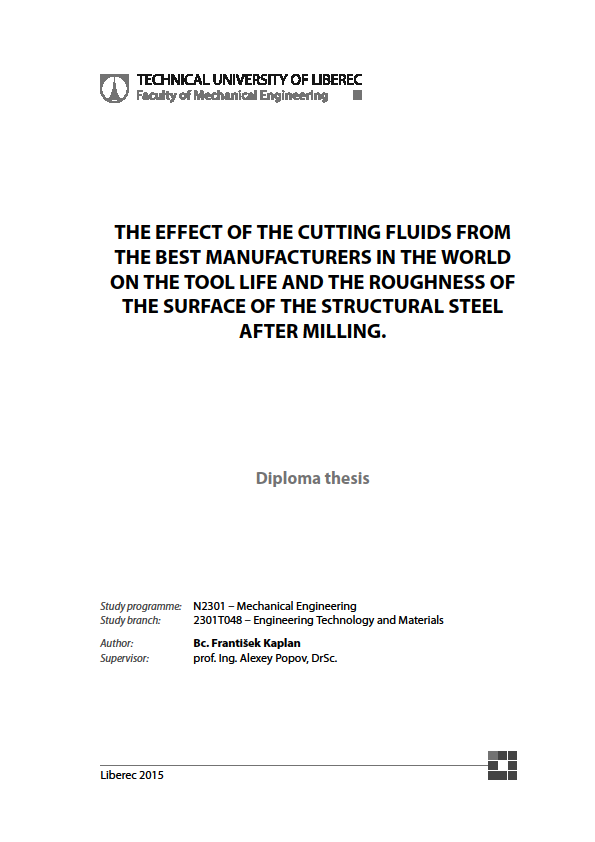 TECHNICAL UNIVERSITY OF LIBEREC
Faculty of Mechanical Engineering
THE EFFECT OF THE CUTTING FLUIDS FROM
THE BEST MANUFACTURERS IN THE WORLD
ON THE TOOL LIFE AND THE ROUGHNESS OF
THE SURFACE OF THE STRUCTURAL STEEL
AFTER MILLING.
Diploma thesis
Study programme: N2301 – Mechanical Engineering
Study branch: 2301T048 – Engineering Technology and Materials
Author: Bc. František Kaplan
Supervisor: prof. Ing. Alexey Popov, DrSc.
Liberec 2015